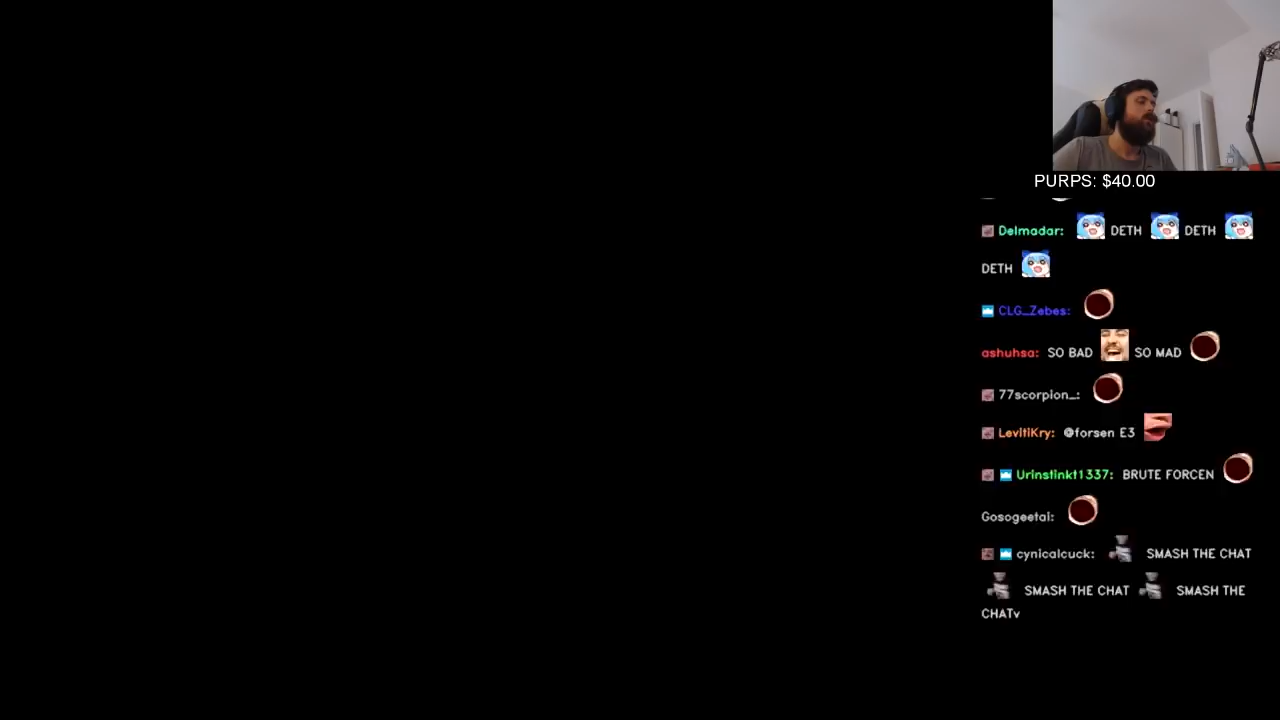 PURPS: $40.00
Delmadar: DETH DETH
DETH
CLG_Zebes:
ashuhsa: SO BAD SO MAD
77scorpion_:
LevitiKry: @forsen E3
Urinstinkt1337: BRUTE FORCEN
Gosogeetai:
cynicalcuck: SMASH THE CHAT
SMASH THE CHAT SMASH THE
CHATv